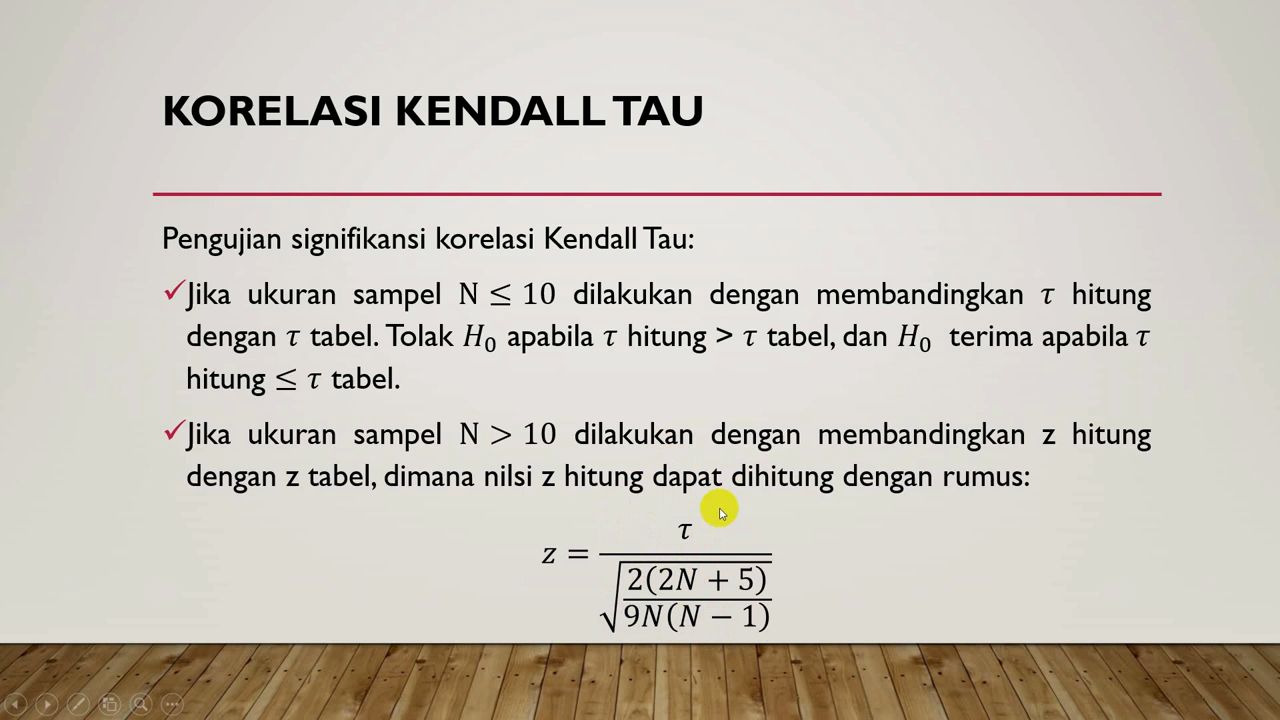 KORELASI KENDALL TAU
Pengujian signifikansi korelasi Kendall Tau:
✓Jika ukuran sampel N ≤ 10 dilakukan dengan membandingkan τ hitung
dengan τ tabel. Tolak H₀ apabila τ hitung > τ tabel, dan H₀ terima apabila τ
hitung ≤ τ tabel.
✓Jika ukuran sampel N > 10 dilakukan dengan membandingkan z hitung
dengan z tabel, dimana nilsi z hitung dapat dihitung dengan rumus:
z = τ / √(2(2N + 5) / 9N(N − 1))